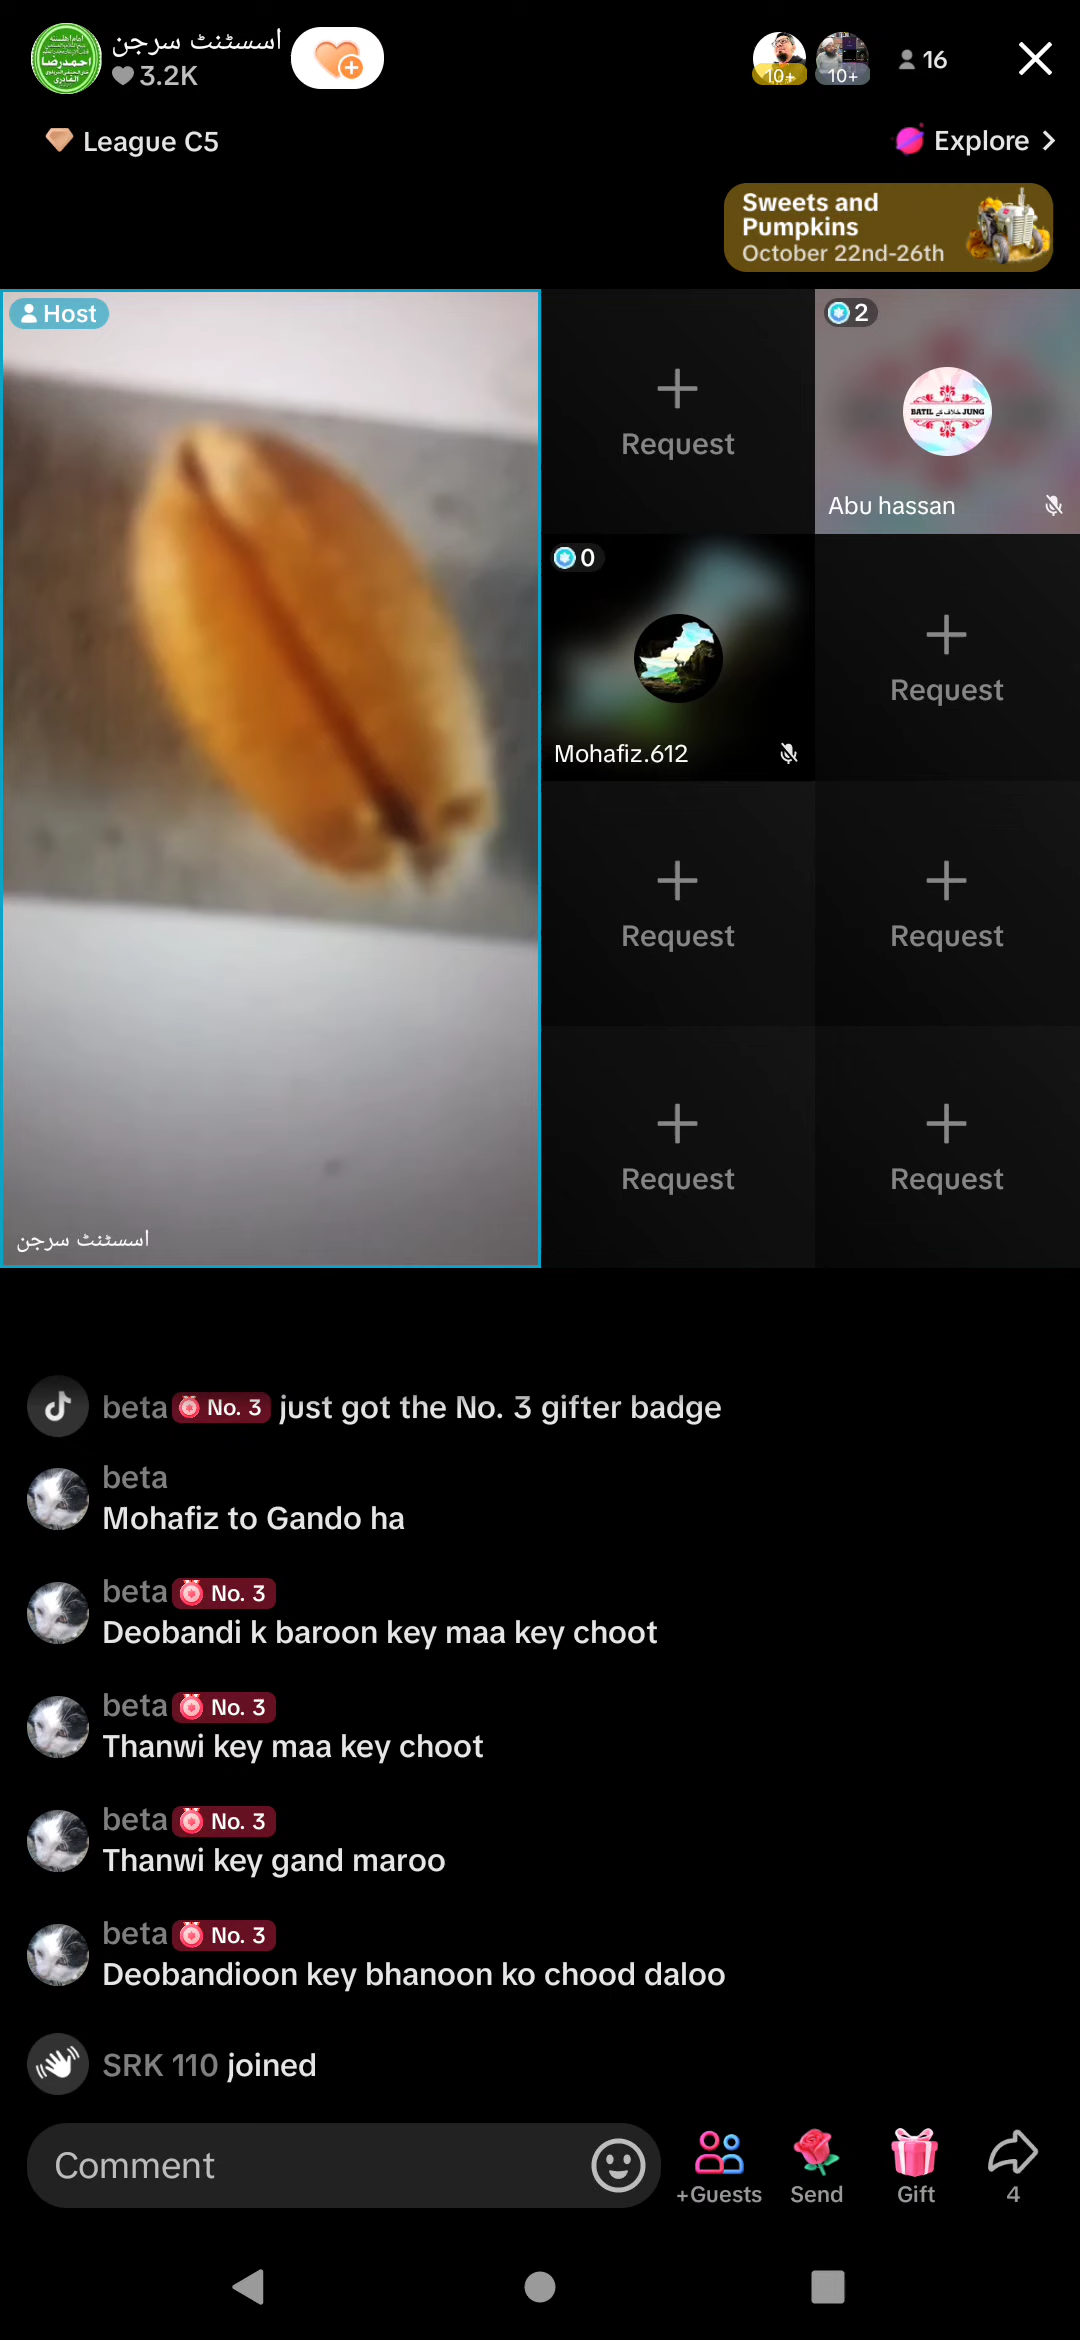 اسسٹنٹ سرجن
3.2K
10+
10+
16
League C5
Explore
Sweets and
Pumpkins
October 22nd-26th
Host
Request
2
BATIL کے خلاف JUNG
Abu hassan
0
Mohafiz.612
Request
Request
Request
Request
Request
اسسٹنٹ سرجن
beta No. 3 just got the No. 3 gifter badge
beta
Mohafiz to Gando ha
beta No. 3
Deobandi k baroon key maa key choot
beta No. 3
Thanwi key maa key choot
beta No. 3
Thanwi key gand maroo
beta No. 3
Deobandioon key bhanoon ko chood daloo
SRK 110 joined
Comment
+Guests
Send
Gift
4